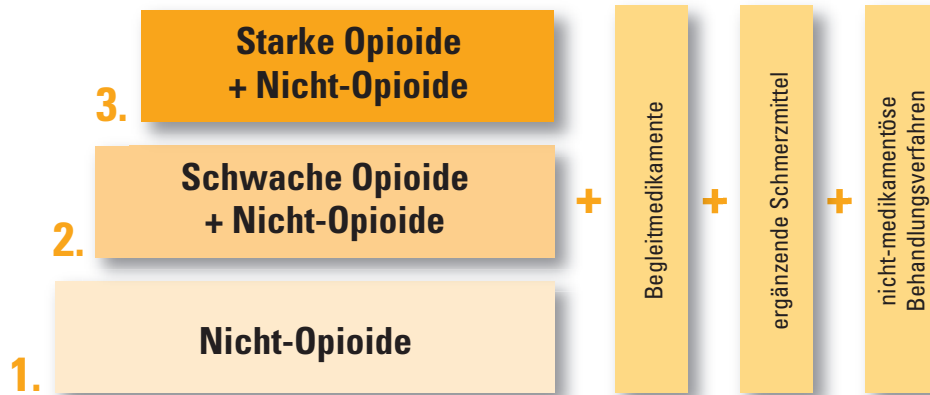 3.
Starke Opioide
+ Nicht-Opioide
2.
Schwache Opioide
+ Nicht-Opioide
1.
Nicht-Opioide
+
Begleitmedikamente
+
ergänzende Schmerzmittel
+
nicht-medikamentöse
Behandlungsverfahren